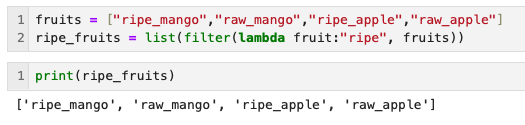 1 fruits = ["ripe_mango","raw_mango","ripe_apple","raw_apple"]
2 ripe_fruits = list(filter(lambda fruit:"ripe", fruits))
1 print(ripe_fruits)
['ripe_mango', 'raw_mango', 'ripe_apple', 'raw_apple']